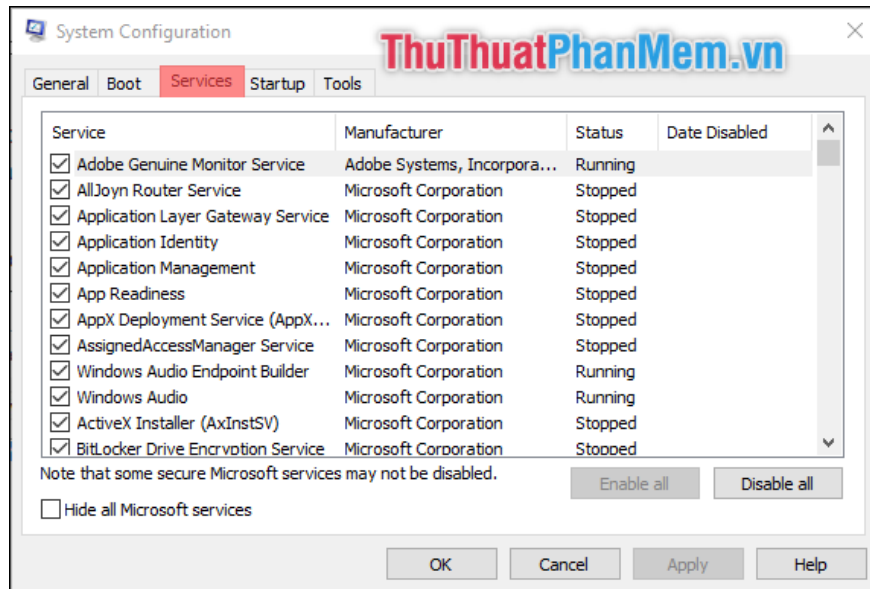 System Configuration
ThuThuatPhanMem.vn
General Boot Services Startup Tools
Service Manufacturer Status Date Disabled
Adobe Genuine Monitor Service Adobe Systems, Incorpora... Running
AllJoyn Router Service Microsoft Corporation Stopped
Application Layer Gateway Service Microsoft Corporation Stopped
Application Identity Microsoft Corporation Stopped
Application Management Microsoft Corporation Stopped
App Readiness Microsoft Corporation Stopped
AppX Deployment Service (AppX... Microsoft Corporation Stopped
AssignedAccessManager Service Microsoft Corporation Stopped
Windows Audio Endpoint Builder Microsoft Corporation Running
Windows Audio Microsoft Corporation Running
ActiveX Installer (AxInstSV) Microsoft Corporation Stopped
BitLocker Drive Encryption Service Microsoft Corporation Stopped
Note that some secure Microsoft services may not be disabled.
Enable all Disable all
Hide all Microsoft services
OK Cancel Apply Help